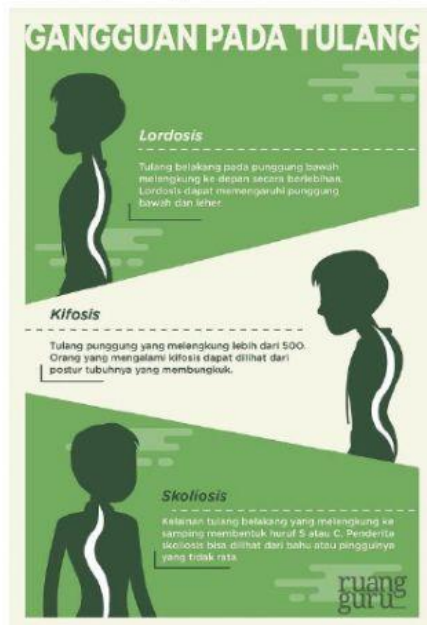 GANGGUAN PADA TULANG
Lordosis
Tulang belakang pada punggung bawah
melengkung ke depan secara berlebihan.
Lordosis dapat memengaruhi punggung
bawah dan leher.
Kifosis
Tulang punggung yang melengkung lebih dari 500.
Orang yang mengalami kifosis dapat dilihat dari
postur tubuhnya yang membungkuk.
Skoliosis
Kelainan tulang belakang yang melengkung ke
samping membentuk huruf S atau C. Penderita
skoliosis bisa dilihat dari bahu atau pinggulnya
yang tidak rata
ruang
guru